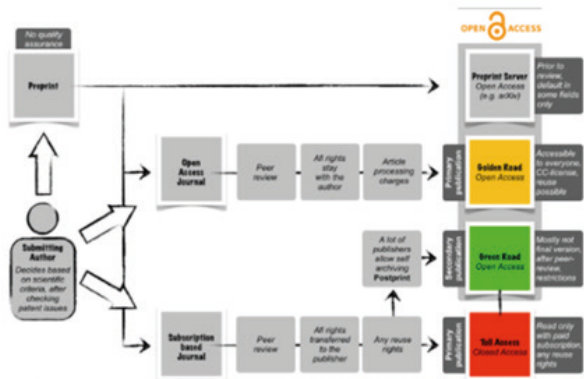 OPEN ACCESS
No quality
assurance
Preprint
Preprint Server
Open Access
(e.g. arXiv)
Prior to
review,
default in
some fields
only
Open
Access
Journal
Peer
review
All rights
stay
with the
author
Article
processing
charges
Primary
publication
Golden Road
Open Access
Accessible
to everyone,
CC-license,
reuse
possible
Submitting
Author
Decides based
on scientific
criteria, after
checking
patent issues
A lot of
publishers
allow self
archiving
Postprint
Secondary
publication
Green Road
Open Access
Mostly not
final version
after peer-
review,
restrictions
Subscription
based
Journal
Peer
review
All rights
transferred
to the
publisher
Any reuse
rights
Primary
publication
Toll Access
Closed Access
Read only
with paid
subscription,
any reuse
rights